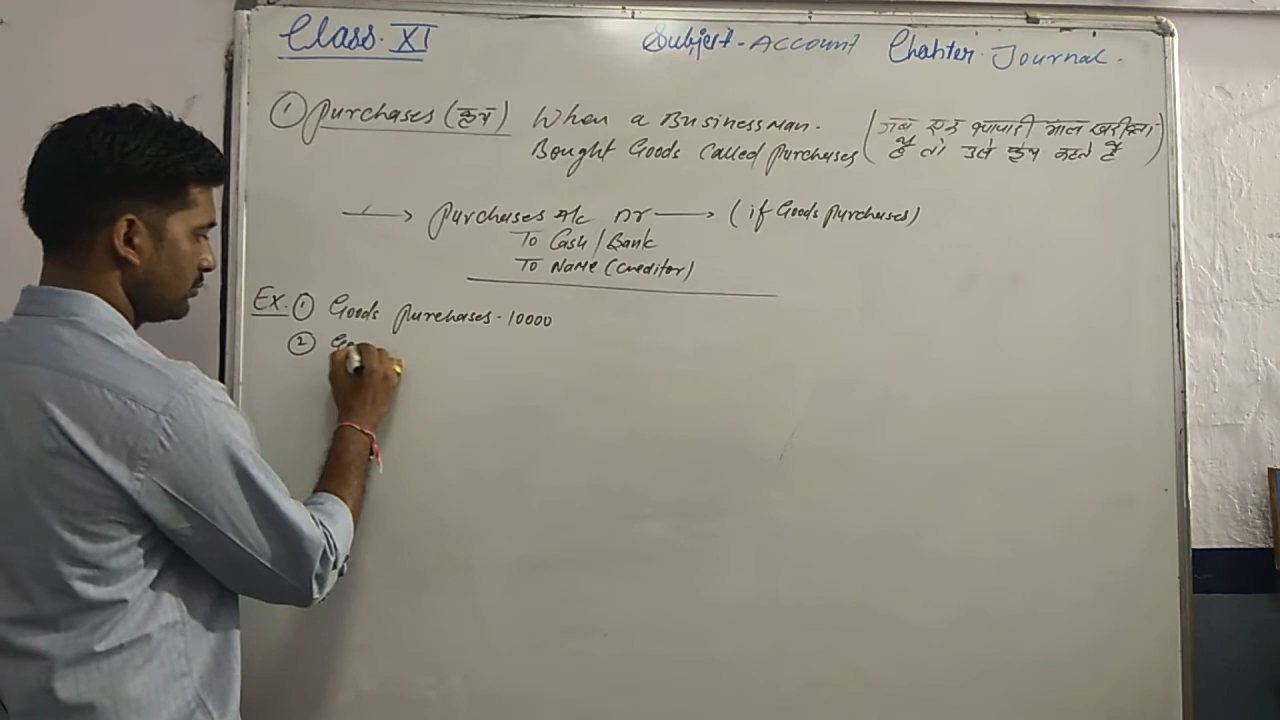 Class. XI
Subject - Account Chapter. Journal.
① Purchases (क्रय) When a Businessman.
Bought Goods Called Purchases
(जब एक व्यापारी माल खरीदता
है तो उसे क्रय कहते हैं)
→ Purchases A/c Dr → (if Goods Purchases)
To Cash / Bank
To Name (Creditor)
Ex. ① Goods Purchases. 10000
②